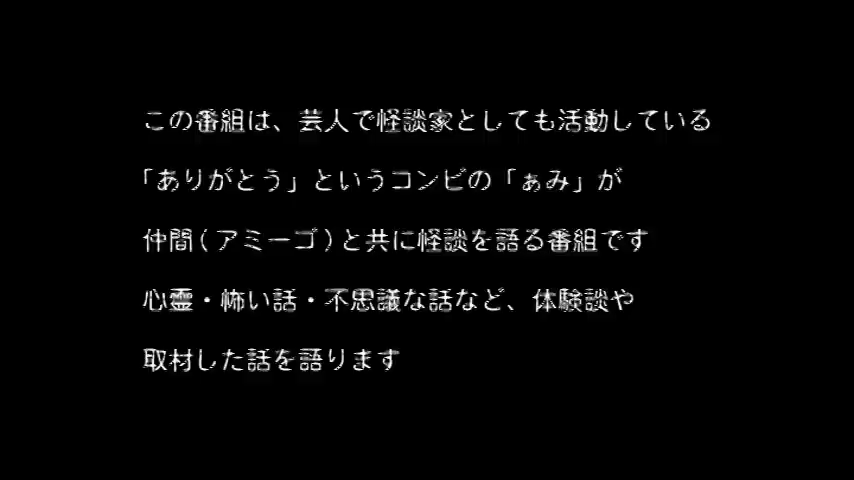 この番組は、芸人で怪談家としても活動している
「ありがとう」というコンビの「ぁみ」が
仲間(アミーゴ)と共に怪談を語る番組です
心霊・怖い話・不思議な話など、体験談や
取材した話を語ります